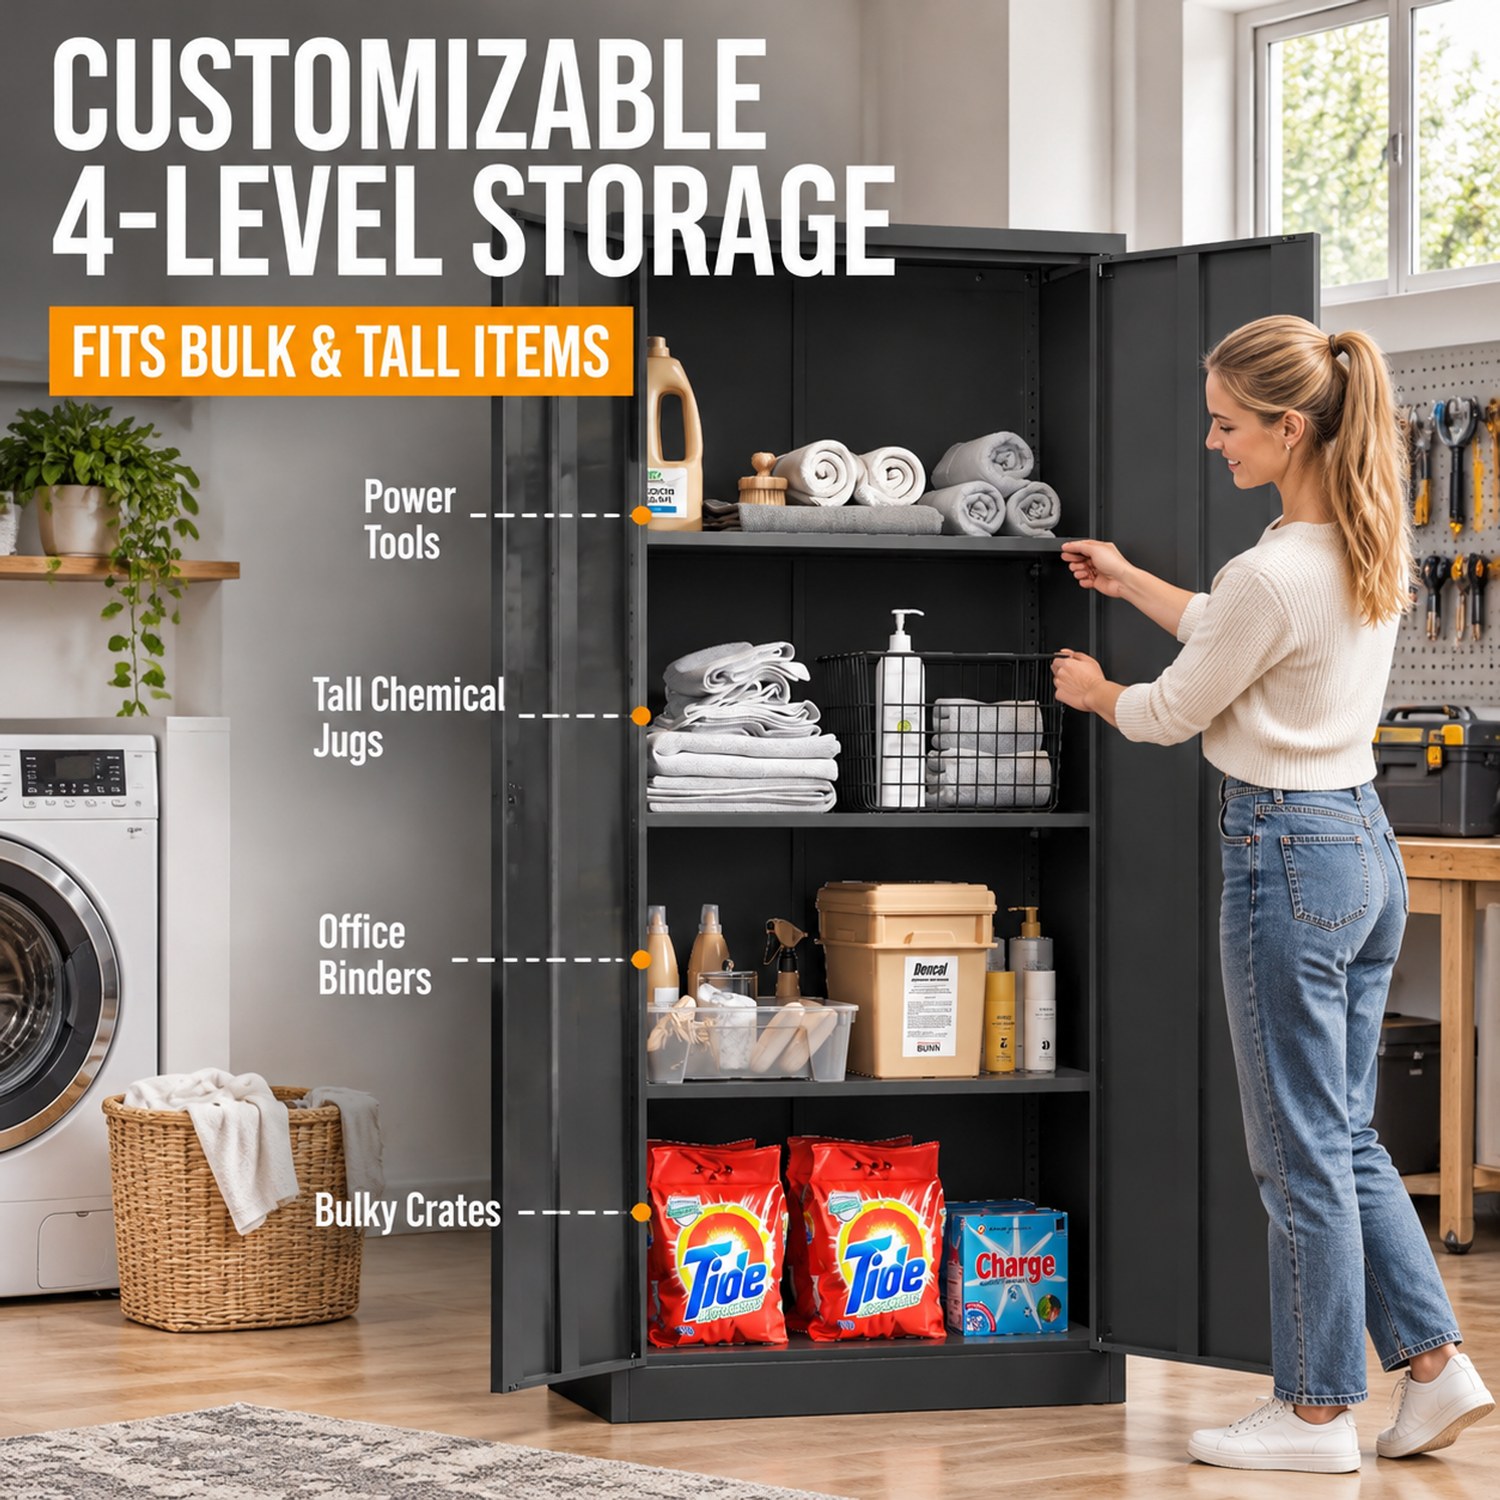 CUSTOMIZABLE
4-LEVEL STORAGE
FITS BULK & TALL ITEMS
Power
Tools
Tall Chemical
Jugs
Office
Binders
Bulky Crates
Dencal
BUNN
Tide
Tide
Charge